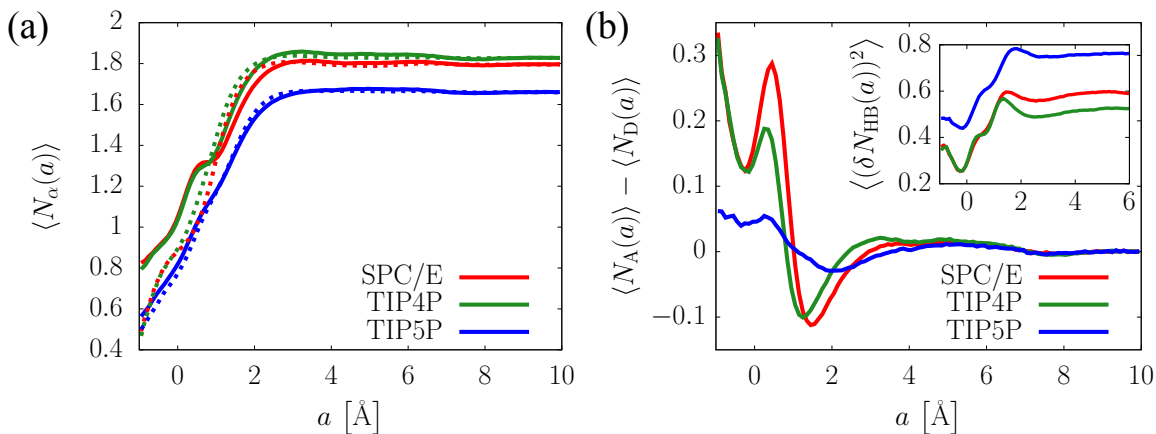 (a)
2
1.8
1.6
1.4
1.2
1
0.8
0.6
0.4
⟨N_α(a)⟩
SPC/E
TIP4P
TIP5P
0 2 4 6 8 10
a [Å]
(b)
0.3
0.2
0.1
0
−0.1
⟨N_A(a)⟩ − ⟨N_D(a)⟩
0.8
0.6
0.4
0.2
⟨(δN_HB(a))²⟩
0 2 4 6
SPC/E
TIP4P
TIP5P
0 2 4 6 8 10
a [Å]